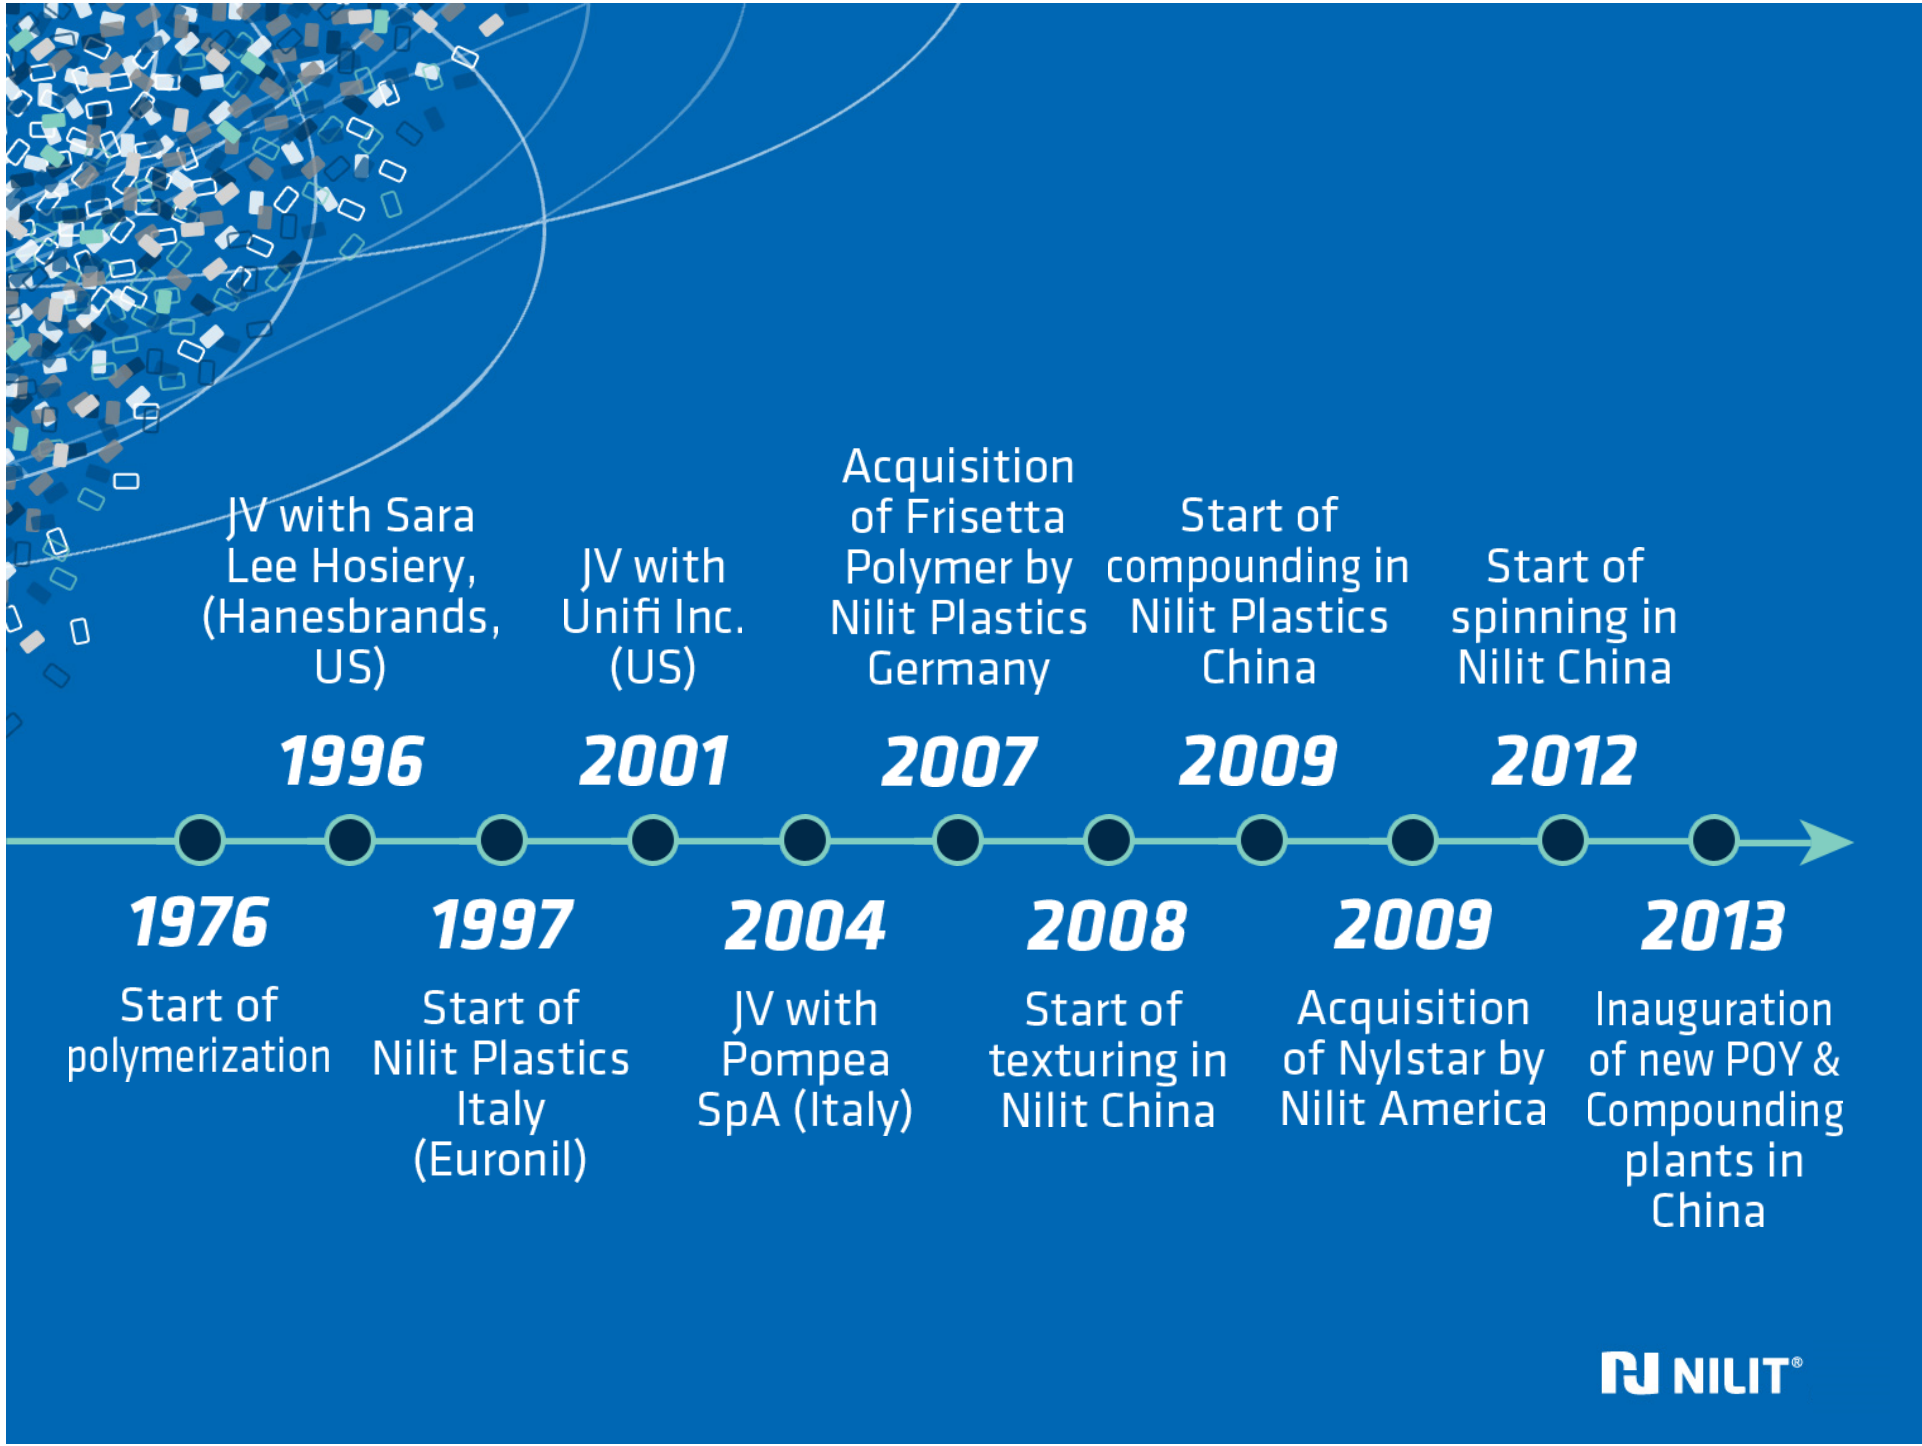 JV with Sara
Lee Hosiery,
(Hanesbrands,
US)
1996
JV with
Unifi Inc.
(US)
2001
Acquisition
of Frisetta
Polymer by
Nilit Plastics
Germany
2007
Start of
compounding in
Nilit Plastics
China
2009
Start of
spinning in
Nilit China
2012
1976
Start of
polymerization
1997
Start of
Nilit Plastics
Italy
(Euronil)
2004
JV with
Pompea
SpA (Italy)
2008
Start of
texturing in
Nilit China
2009
Acquisition
of Nylstar by
Nilit America
2013
Inauguration
of new POY &
Compounding
plants in
China
NILIT®